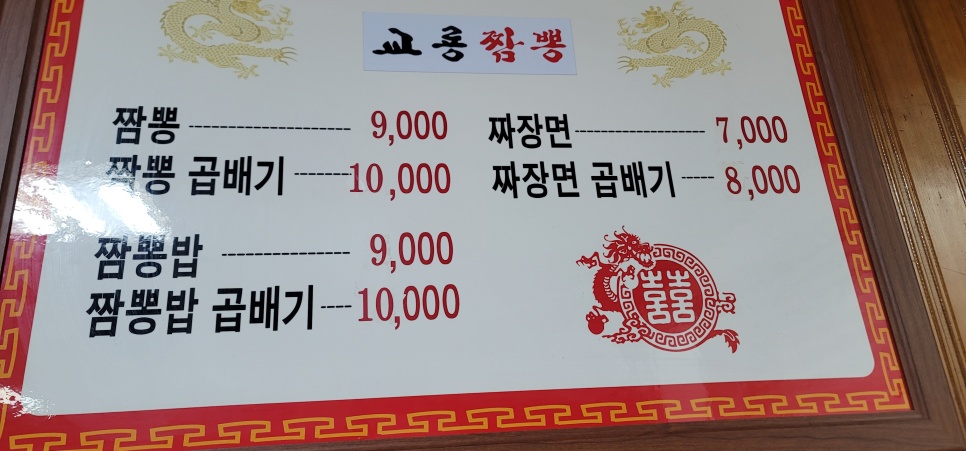 교룡짬뽕
짬뽕 --------------------- 9,000
짬뽕 곱배기 -------- 10,000
짬뽕밥 ------------------- 9,000
짬뽕밥 곱배기 ---- 10,000
짜장면 -------------------- 7,000
짜장면 곱배기 ----- 8,000
囍